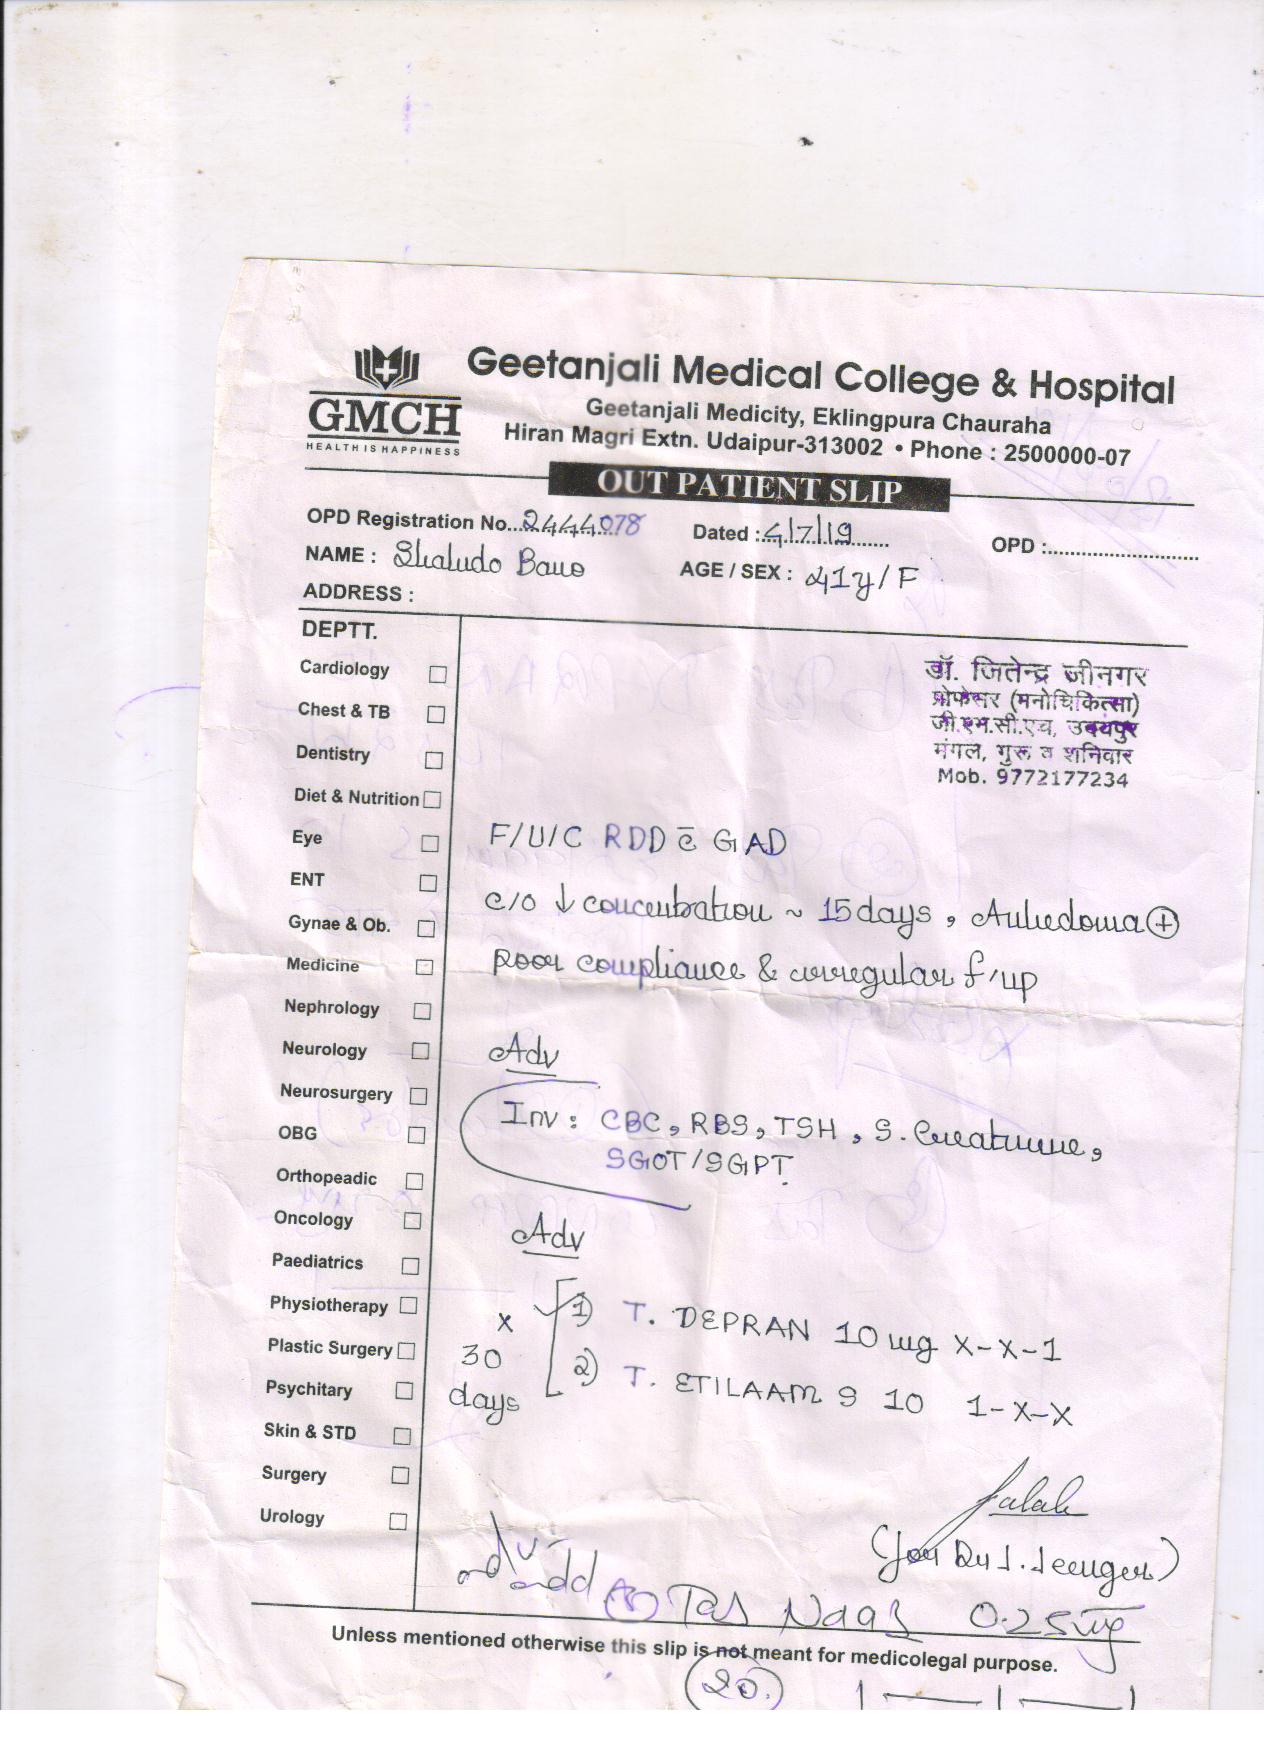 GMCH
HEALTH IS HAPPINESS
Geetanjali Medical College & Hospital
Geetanjali Medicity, Eklingpura Chauraha
Hiran Magri Extn. Udaipur-313002 • Phone : 2500000-07
OUT PATIENT SLIP
OPD Registration No...2444078 Dated :4/7/19 OPD :
NAME : Bano AGE / SEX : 41y/F
ADDRESS :
DEPTT.
डॉ. जितेन्द्र जीनगर
प्रोफेसर (मनोचिकित्सा)
जी.एम.सी.एच, उदयपुर
मंगल, गुरू व शनिवार
Mob. 9772177234
Cardiology
Chest & TB
Dentistry
Diet & Nutrition
Eye
ENT
Gynae & Ob.
Medicine
Nephrology
Neurology
Neurosurgery
OBG
Orthopeadic
Oncology
Paediatrics
Physiotherapy
Plastic Surgery
Psychitary
Skin & STD
Surgery
Urology
F/U/C RDD c̄ GAD
c/o ↓ concentration ~ 15 days, Anhedonia ⊕
poor compliance & irregular f/up
Adv
Inv : CBC, RBS, TSH, S. Creatinine,
SGOT/SGPT.
Adv
x 30 days
1) T. DEPRAN 10 mg x-x-1
2) T. ETILAAM S 10 1-x-x
adv add Tab 0.25mg
Unless mentioned otherwise this slip is not meant for medicolegal purpose.
20.